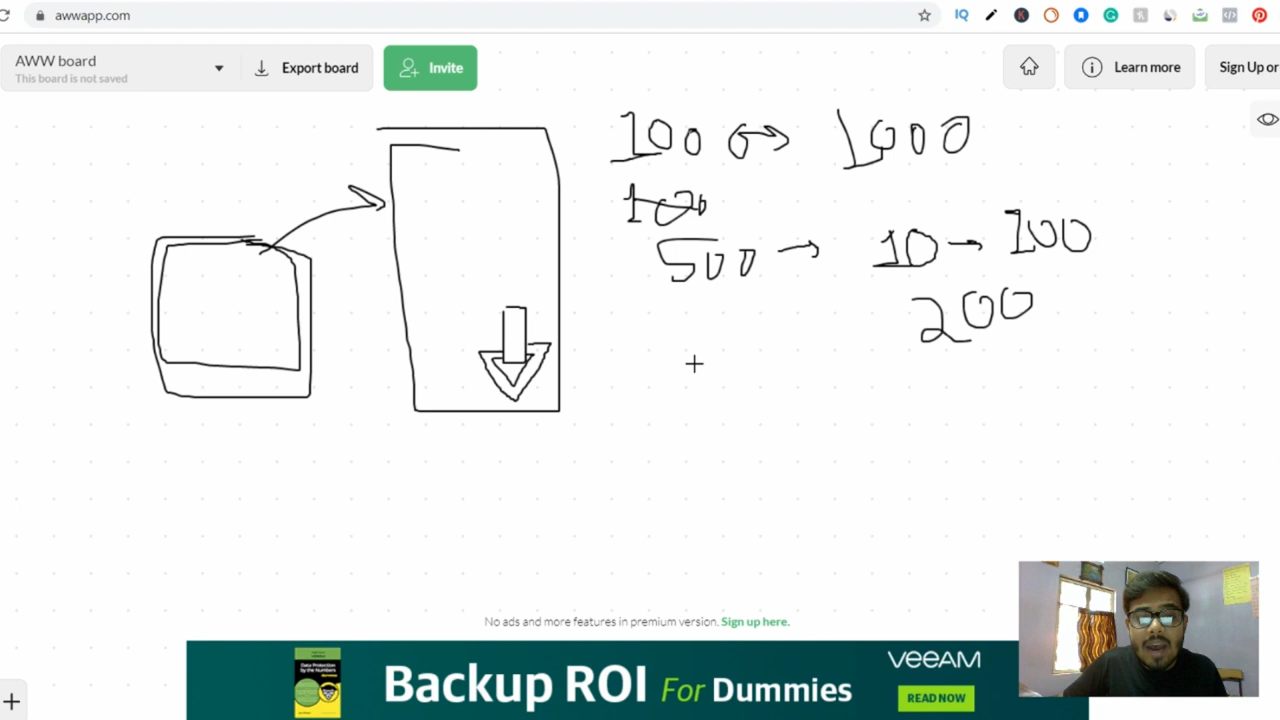 awwapp.com
IQ
AWW board
This board is not saved
Export board
Invite
Learn more
Sign Up or
100 ↔ 1000
500 → 10 → 100
200
No ads and more features in premium version. Sign up here.
Backup ROI For Dummies
VEEAM
READ NOW